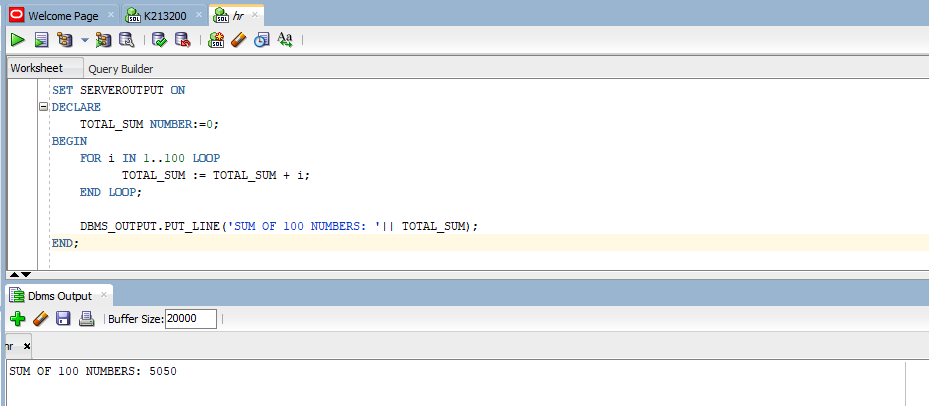 Welcome Page K213200 hr
Worksheet Query Builder
SET SERVEROUTPUT ON
DECLARE
TOTAL_SUM NUMBER:=0;
BEGIN
FOR i IN 1..100 LOOP
TOTAL_SUM := TOTAL_SUM + i;
END LOOP;
DBMS_OUTPUT.PUT_LINE('SUM OF 100 NUMBERS: '|| TOTAL_SUM);
END;
Dbms Output
Buffer Size: 20000
hr
SUM OF 100 NUMBERS: 5050